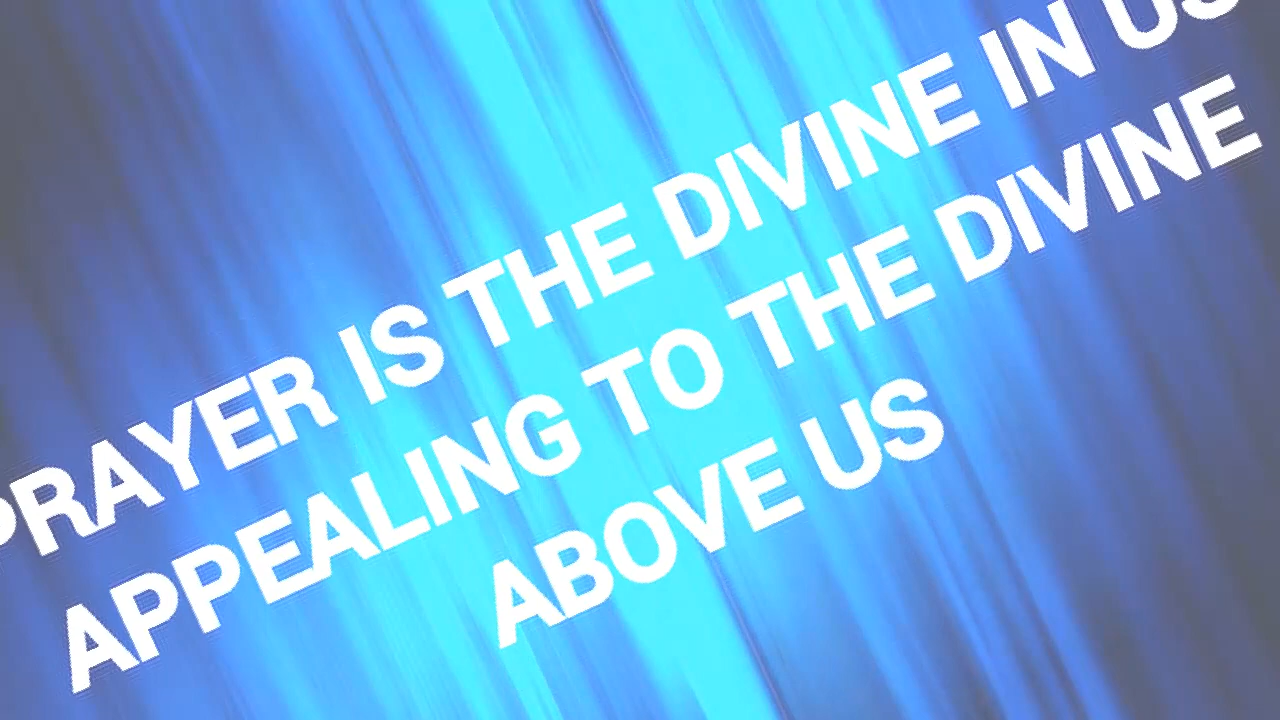 PRAYER IS THE DIVINE IN US
APPEALING TO THE DIVINE
ABOVE US